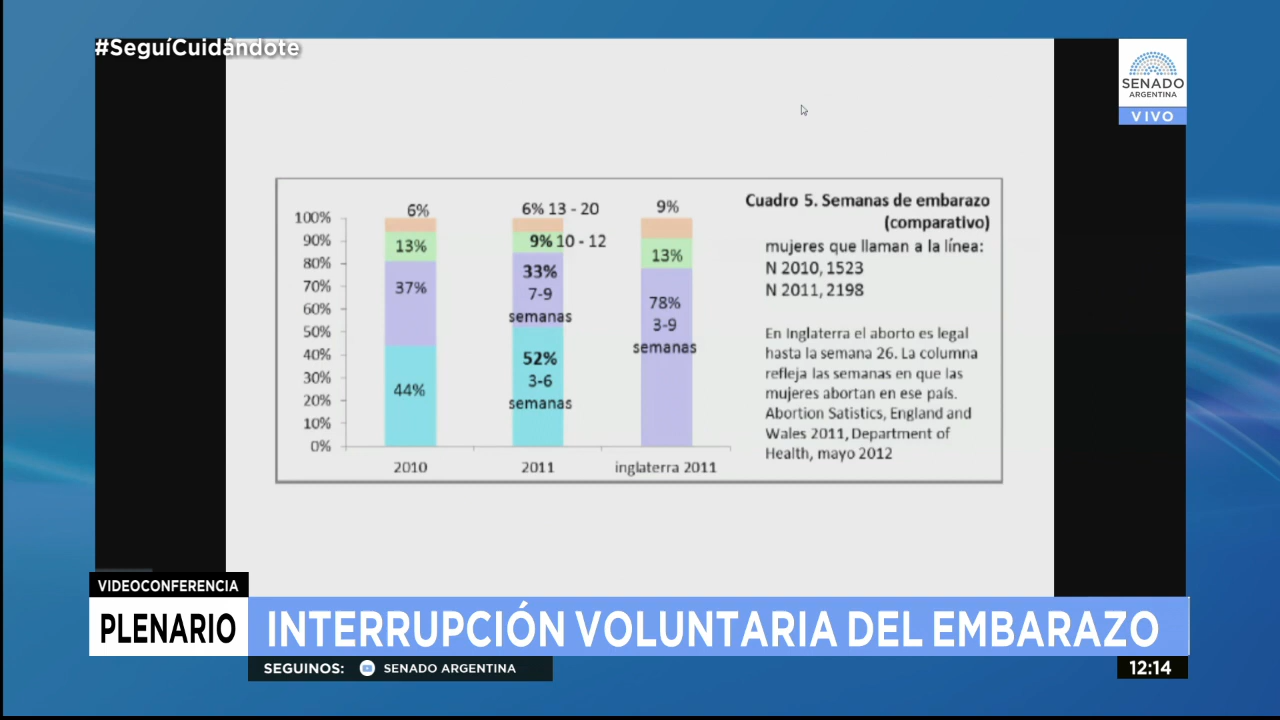 #SeguíCuidándote
SENADO
ARGENTINA
VIVO
Cuadro 5. Semanas de embarazo
(comparativo)
mujeres que llaman a la línea:
N 2010, 1523
N 2011, 2198
En Inglaterra el aborto es legal
hasta la semana 26. La columna
refleja las semanas en que las
mujeres abortan en ese país.
Abortion Satistics, England and
Wales 2011, Department of
Health, mayo 2012
100%
90%
80%
70%
60%
50%
40%
30%
20%
10%
0%
6%
13%
37%
44%
2010
6% 13 - 20
9% 10 - 12
33%
7-9
semanas
52%
3-6
semanas
2011
9%
13%
78%
3-9
semanas
inglaterra 2011
VIDEOCONFERENCIA
PLENARIO
INTERRUPCIÓN VOLUNTARIA DEL EMBARAZO
SEGUINOS:
SENADO ARGENTINA
12:14